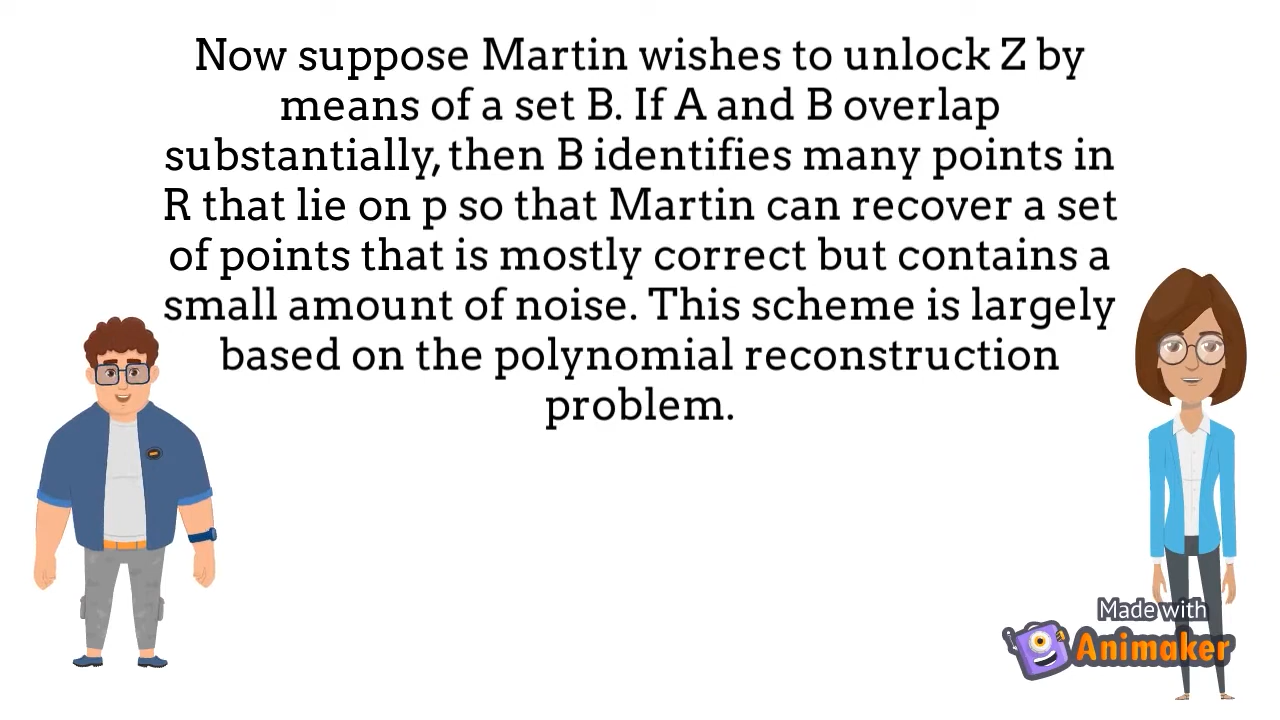 Now suppose Martin wishes to unlock Z by
means of a set B. If A and B overlap
substantially, then B identifies many points in
R that lie on p so that Martin can recover a set
of points that is mostly correct but contains a
small amount of noise. This scheme is largely
based on the polynomial reconstruction
problem.
Made with
Animaker